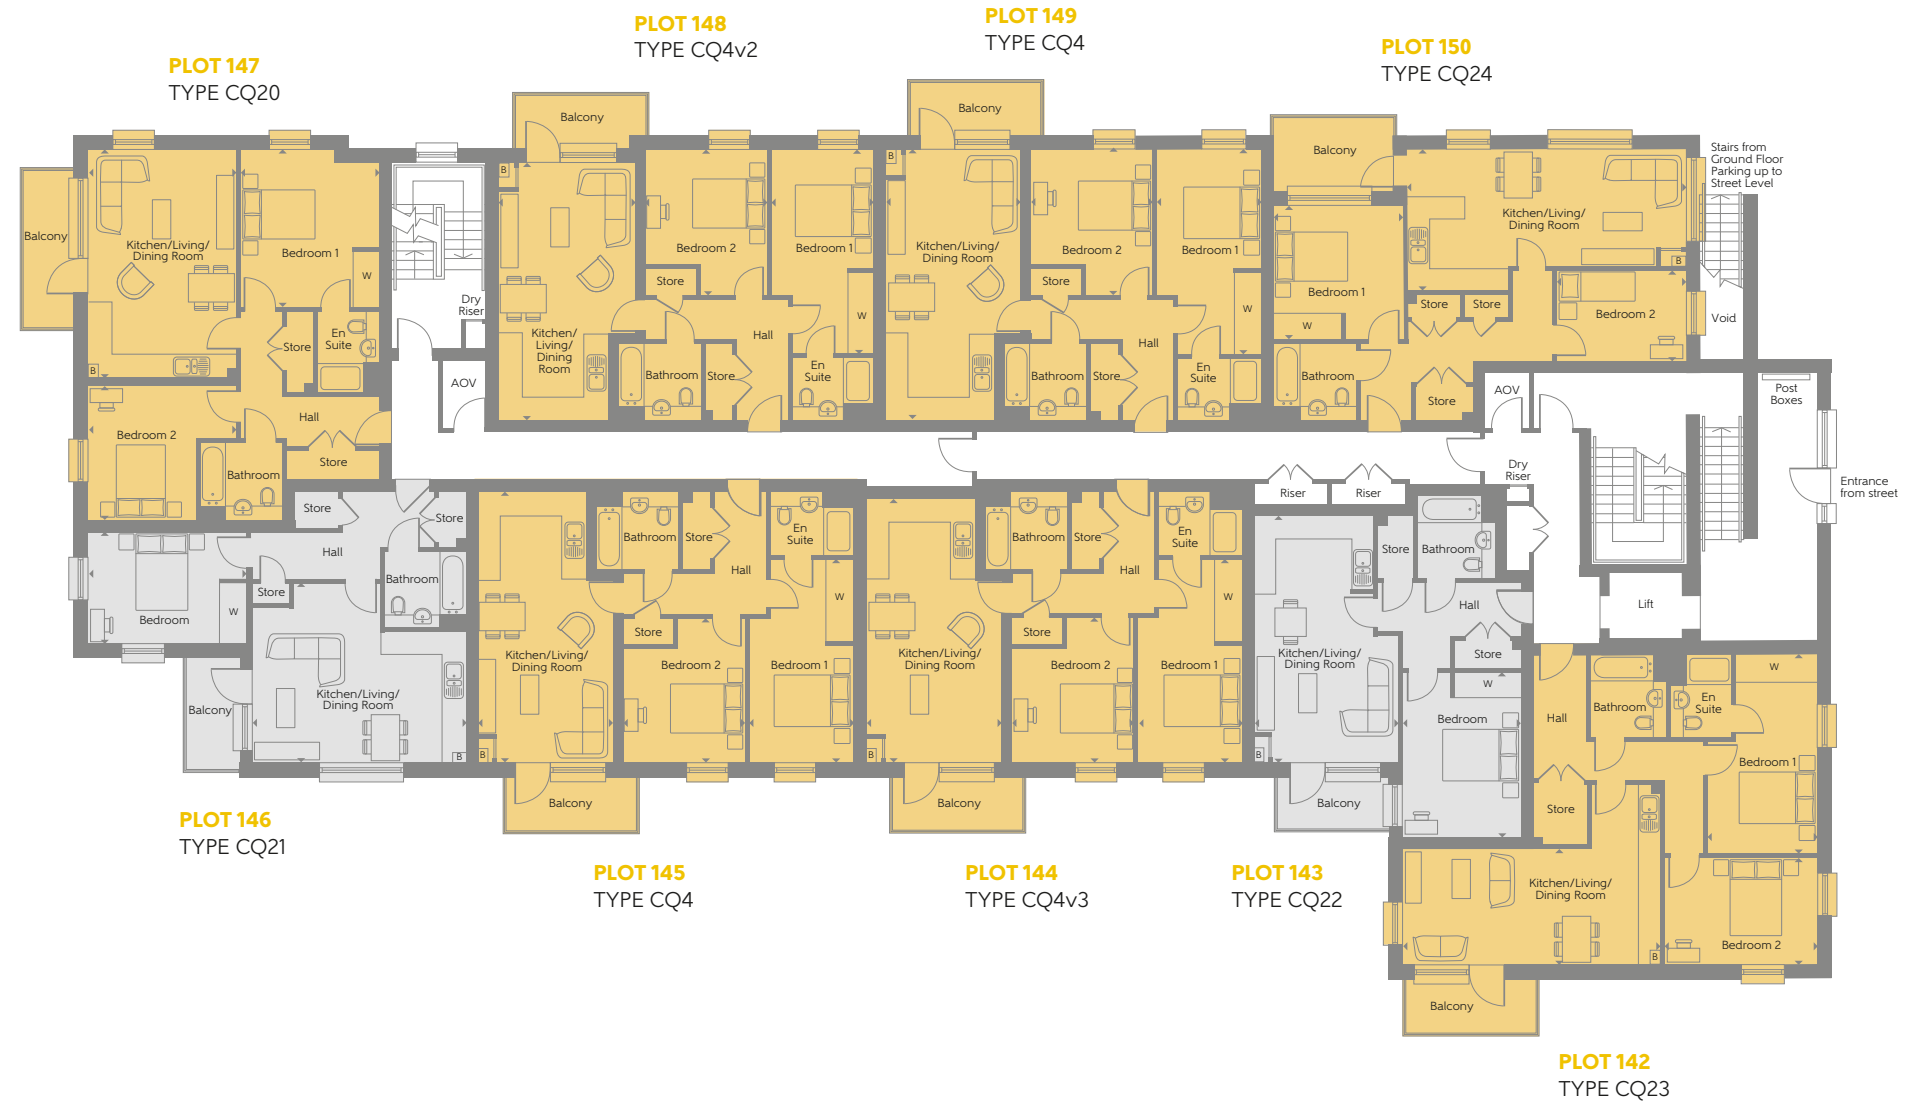 PLOT 147
TYPE CQ20
PLOT 148
TYPE CQ4v2
PLOT 149
TYPE CQ4
PLOT 150
TYPE CQ24
Balcony
Kitchen/Living/
Dining Room
Bedroom 1
W
En
Suite
Store
B
Bedroom 2
Hall
Bathroom
Store
Dry
Riser
AOV
Balcony
B
Kitchen/
Living/
Dining
Room
Bedroom 2
Bedroom 1
Store
Hall
W
Bathroom
Store
En
Suite
Balcony
B
Kitchen/Living/
Dining Room
Bedroom 2
Bedroom 1
Store
Hall
W
Bathroom
Store
En
Suite
Balcony
Kitchen/Living/
Dining Room
B
Bedroom 1
W
Store
Store
Bedroom 2
Bathroom
Store
Stairs from
Ground Floor
Parking up to
Street Level
Void
AOV
Post
Boxes
Dry
Riser
Entrance
from street
Riser
Riser
Lift
Store
Store
Hall
Bathroom
Store
W
Bedroom
Balcony
Kitchen/Living/
Dining Room
B
Bathroom
Store
En
Suite
Hall
W
Store
Kitchen/Living/
Dining Room
Bedroom 2
Bedroom 1
B
Balcony
Bathroom
Store
En
Suite
Hall
W
Store
Kitchen/Living/
Dining Room
Bedroom 2
Bedroom 1
B
Balcony
Store
Bathroom
Hall
Store
Kitchen/Living/
Dining Room
W
Bedroom
B
Balcony
W
Hall
Bathroom
En
Suite
Bedroom 1
Store
Kitchen/Living/
Dining Room
Bedroom 2
B
Balcony
PLOT 146
TYPE CQ21
PLOT 145
TYPE CQ4
PLOT 144
TYPE CQ4v3
PLOT 143
TYPE CQ22
PLOT 142
TYPE CQ23